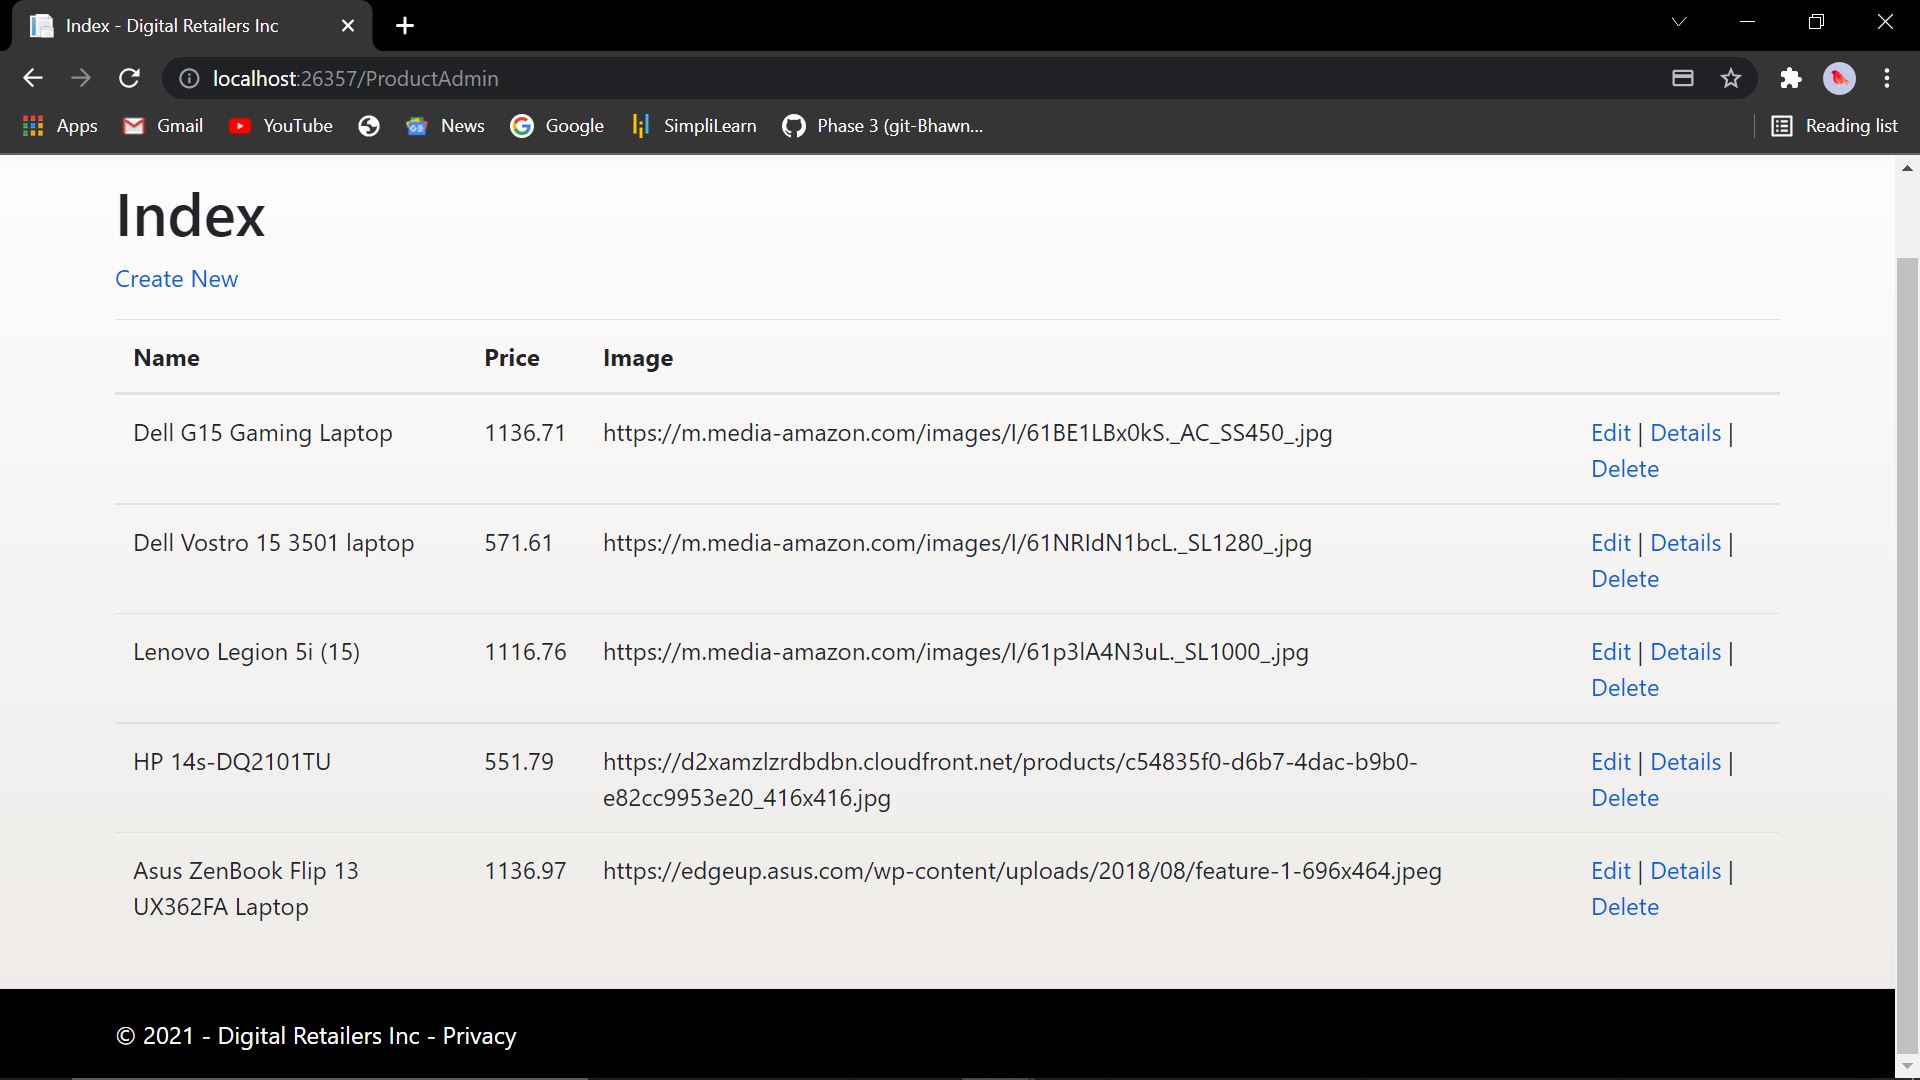 Index - Digital Retailers Inc
localhost:26357/ProductAdmin
Apps Gmail YouTube News Google SimpliLearn Phase 3 (git-Bhawn... Reading list
Index
Create New
Name Price Image
Dell G15 Gaming Laptop 1136.71 https://m.media-amazon.com/images/I/61BE1LBx0kS._AC_SS450_.jpg Edit | Details |
Delete
Dell Vostro 15 3501 laptop 571.61 https://m.media-amazon.com/images/I/61NRIdN1bcL._SL1280_.jpg Edit | Details |
Delete
Lenovo Legion 5i (15) 1116.76 https://m.media-amazon.com/images/I/61p3lA4N3uL._SL1000_.jpg Edit | Details |
Delete
HP 14s-DQ2101TU 551.79 https://d2xamzlzrdbdbn.cloudfront.net/products/c54835f0-d6b7-4dac-b9b0- Edit | Details |
e82cc9953e20_416x416.jpg Delete
Asus ZenBook Flip 13 1136.97 https://edgeup.asus.com/wp-content/uploads/2018/08/feature-1-696x464.jpeg Edit | Details |
UX362FA Laptop Delete
© 2021 - Digital Retailers Inc - Privacy